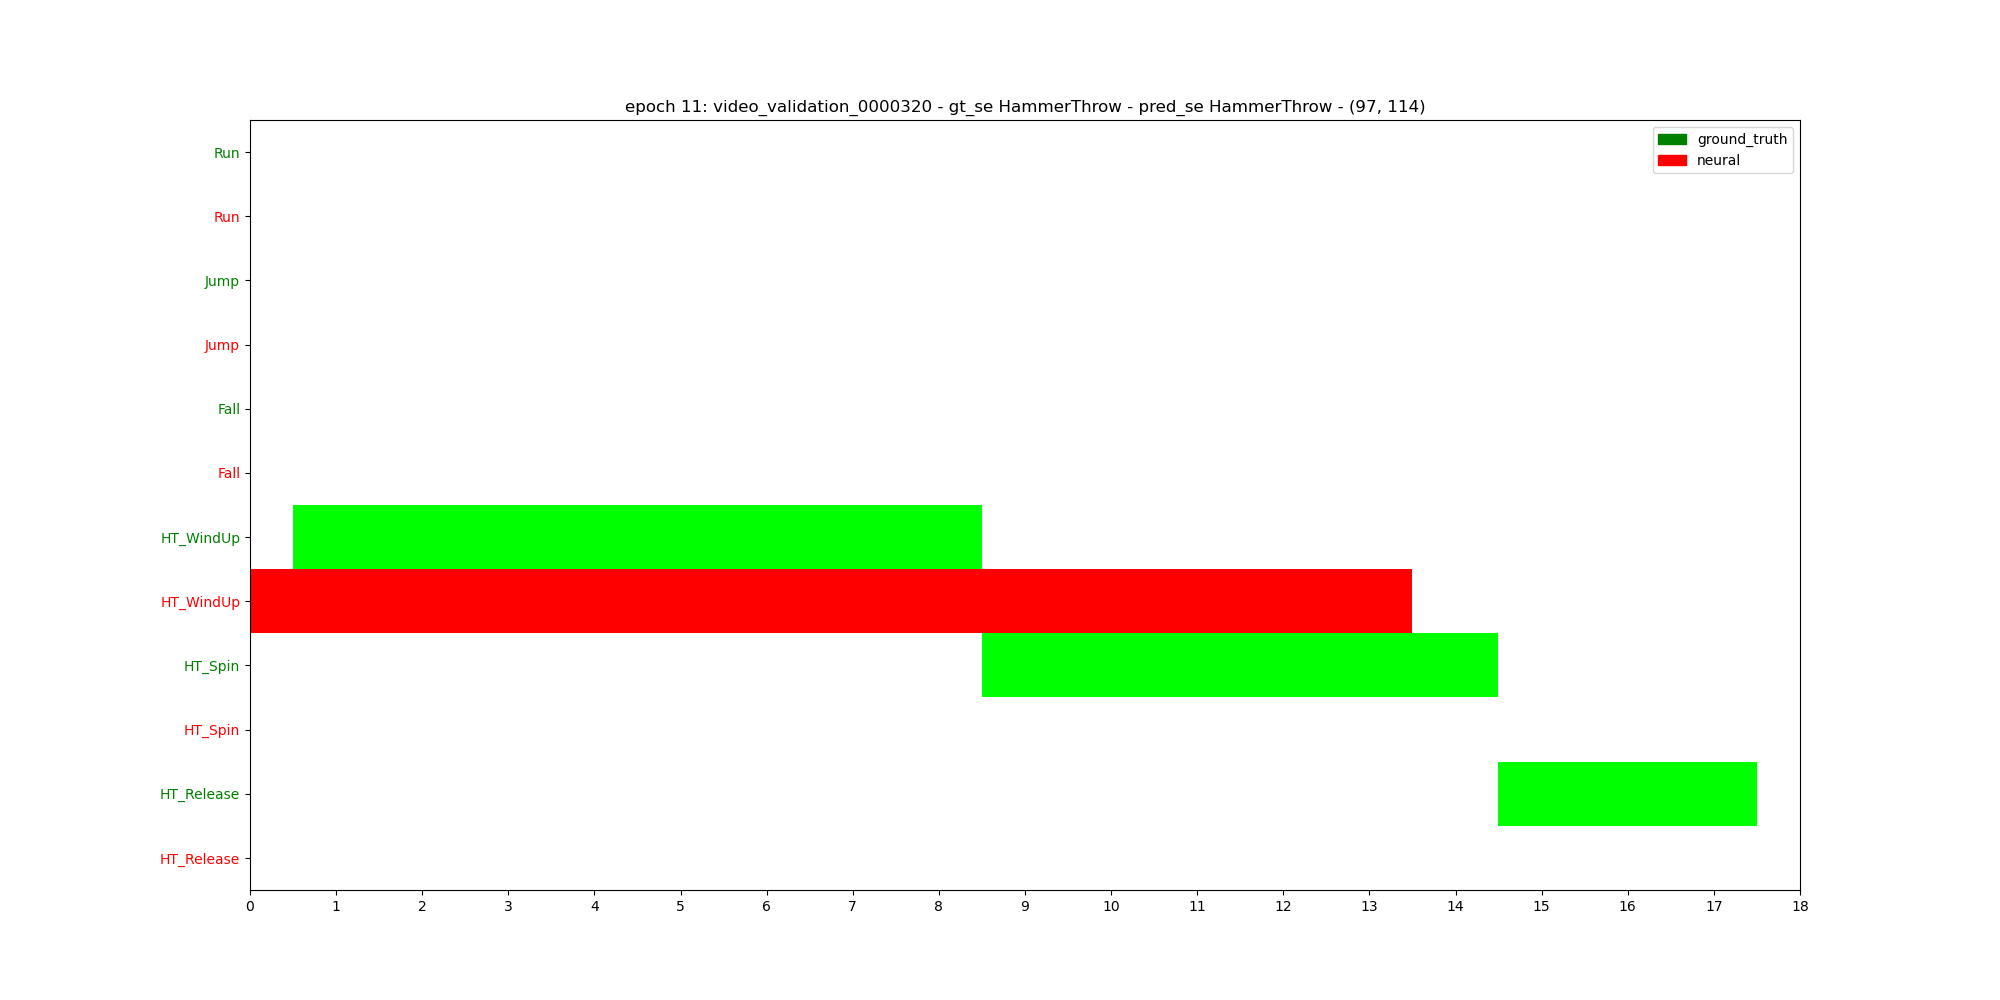 epoch 11: video_validation_0000320 - gt_se HammerThrow - pred_se HammerThrow - (97, 114)
ground_truth
neural
Run
Run
Jump
Jump
Fall
Fall
HT_WindUp
HT_WindUp
HT_Spin
HT_Spin
HT_Release
HT_Release
0 1 2 3 4 5 6 7 8 9 10 11 12 13 14 15 16 17 18